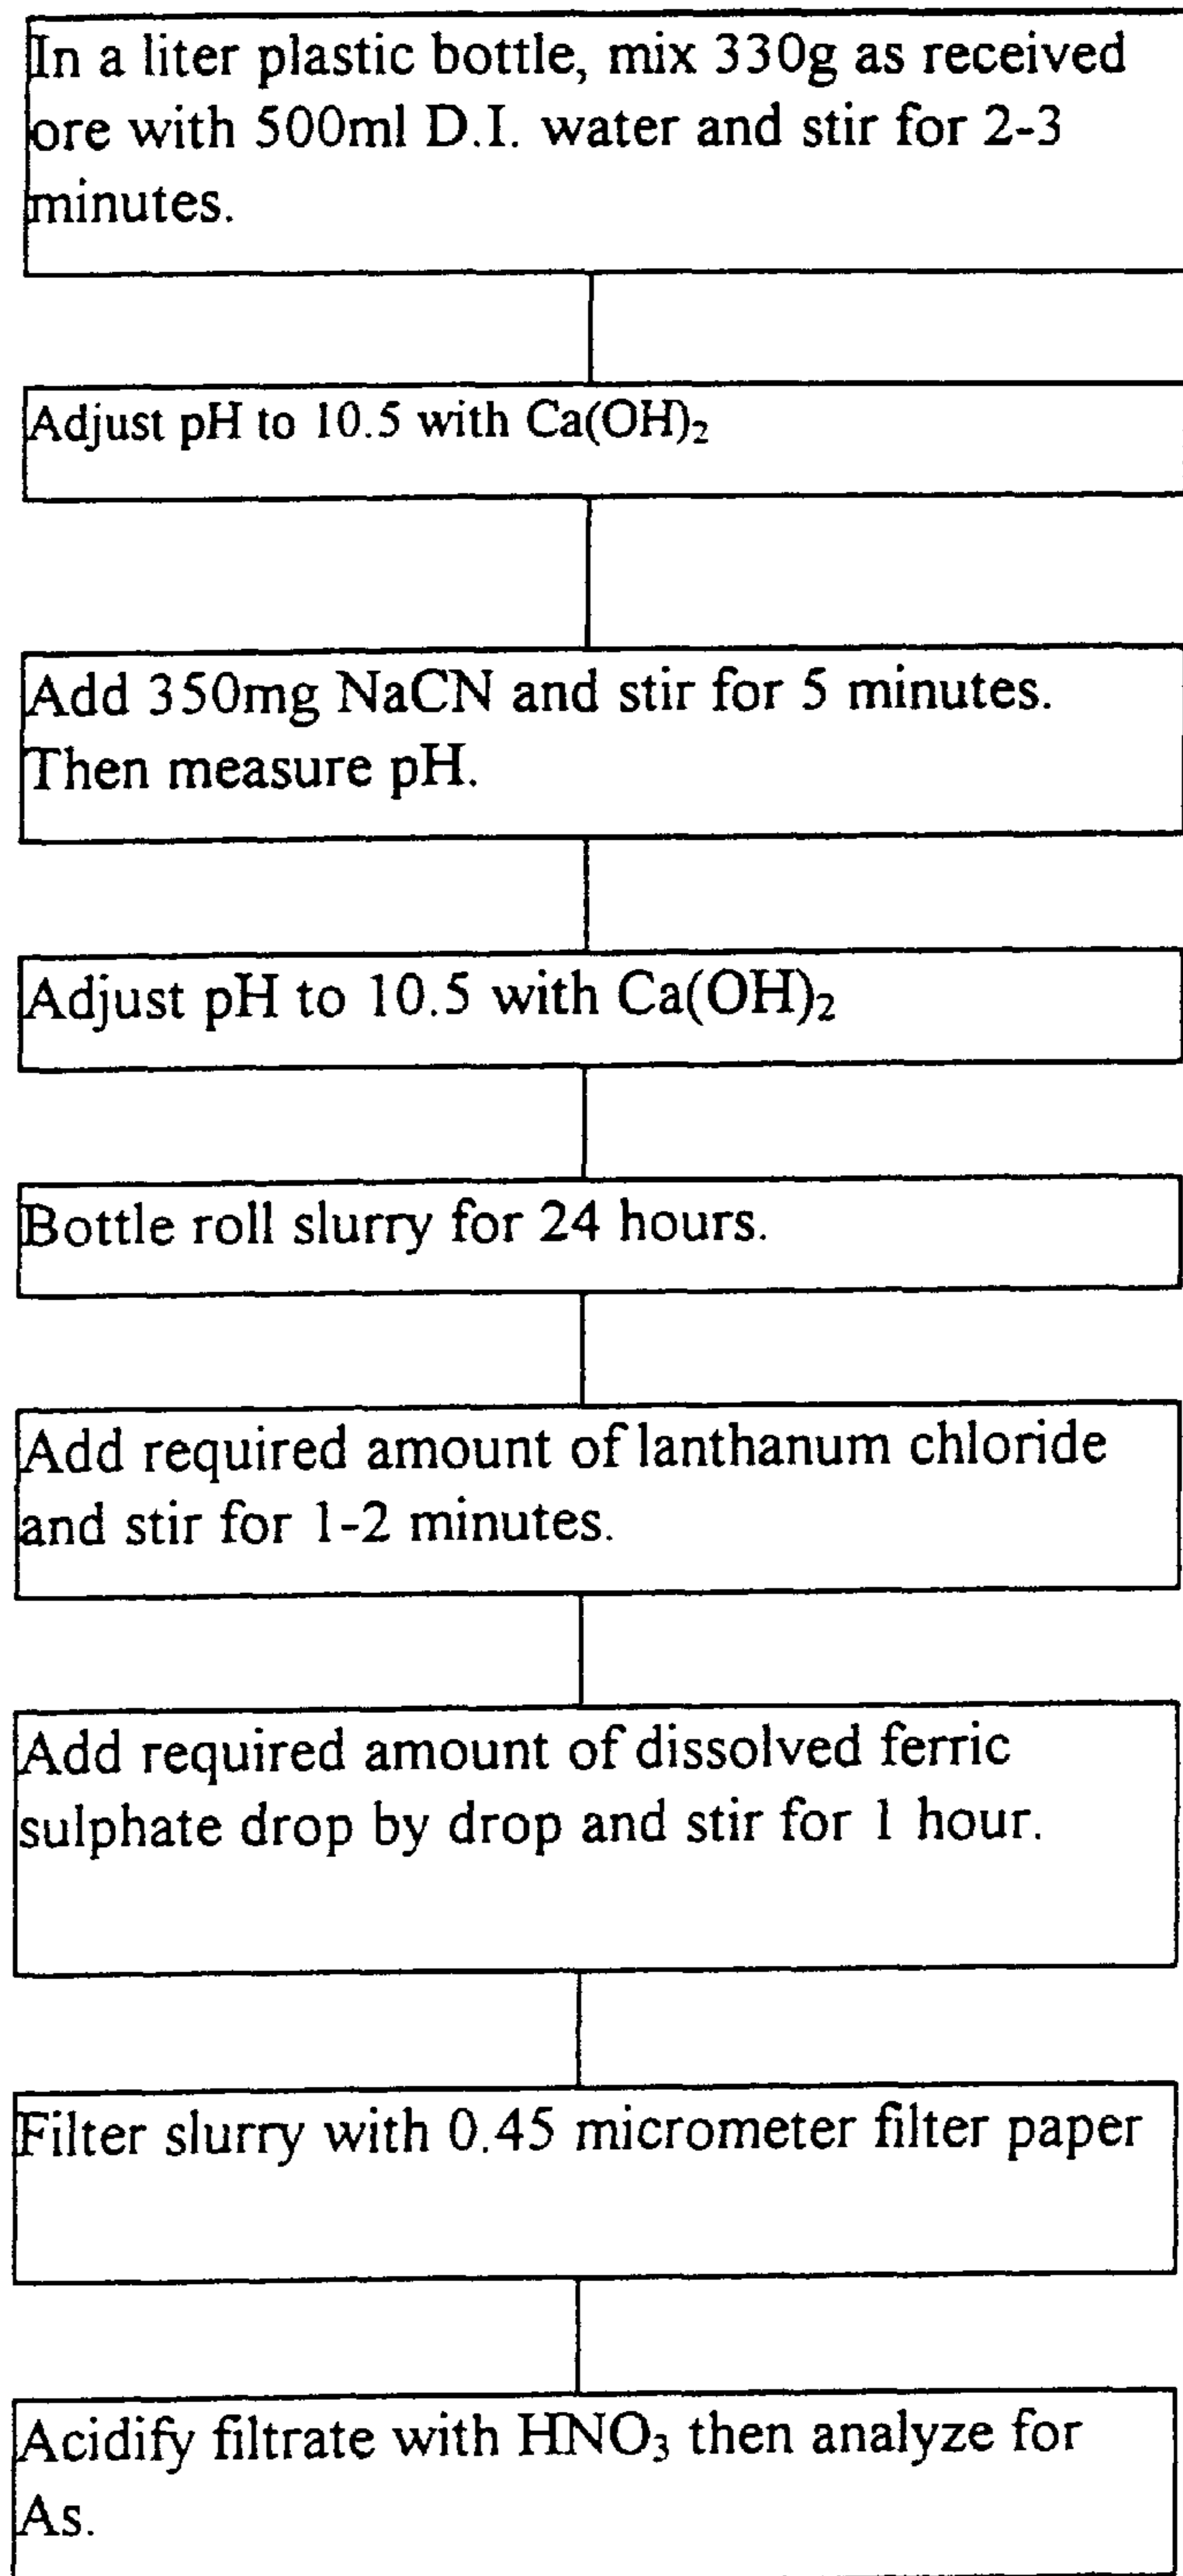 In a liter plastic bottle, mix 330g as received
ore with 500ml D.I. water and stir for 2-3
minutes.
Adjust pH to 10.5 with Ca(OH)₂
Add 350mg NaCN and stir for 5 minutes.
Then measure pH.
Adjust pH to 10.5 with Ca(OH)₂
Bottle roll slurry for 24 hours.
Add required amount of lanthanum chloride
and stir for 1-2 minutes.
Add required amount of dissolved ferric
sulphate drop by drop and stir for 1 hour.
Filter slurry with 0.45 micrometer filter paper
Acidify filtrate with HNO₃ then analyze for
As.